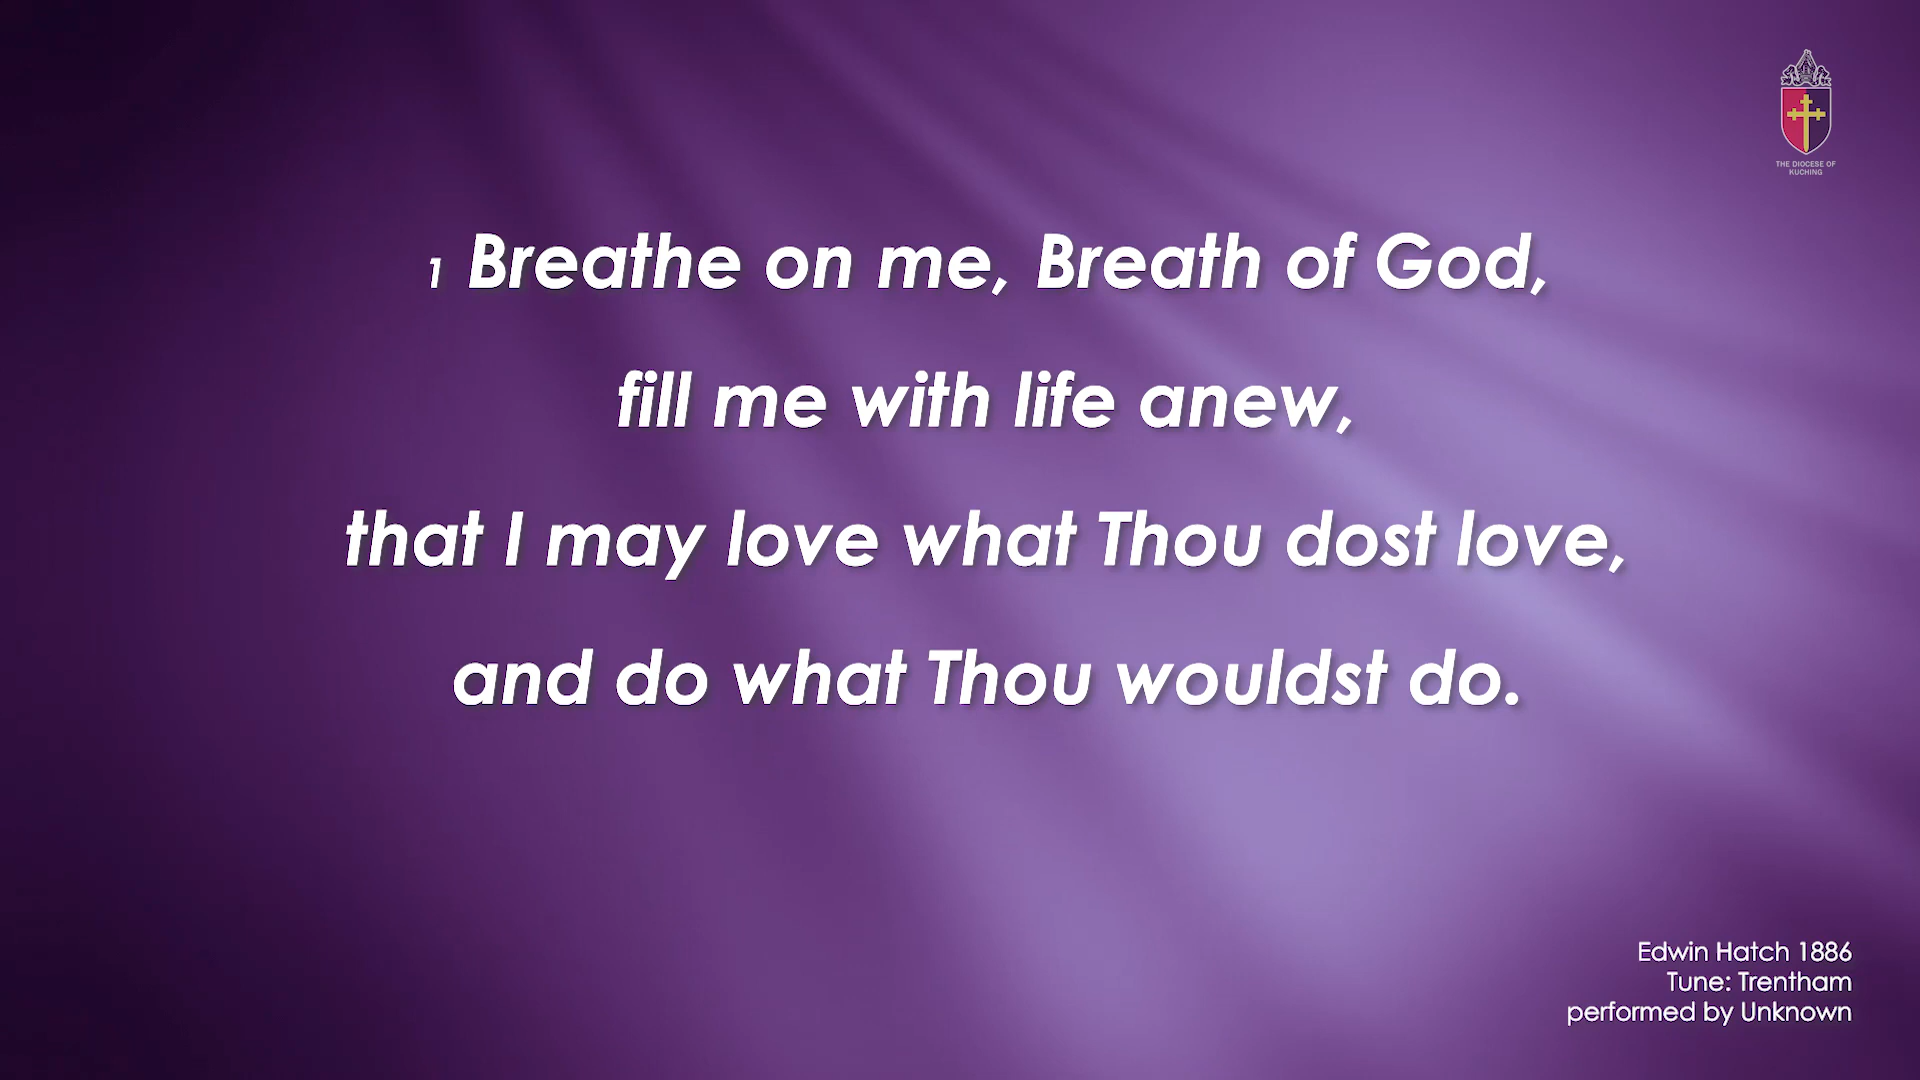 THE DIOCESE OF
KUCHING
1 Breathe on me, Breath of God,
fill me with life anew,
that I may love what Thou dost love,
and do what Thou wouldst do.
Edwin Hatch 1886
Tune: Trentham
performed by Unknown